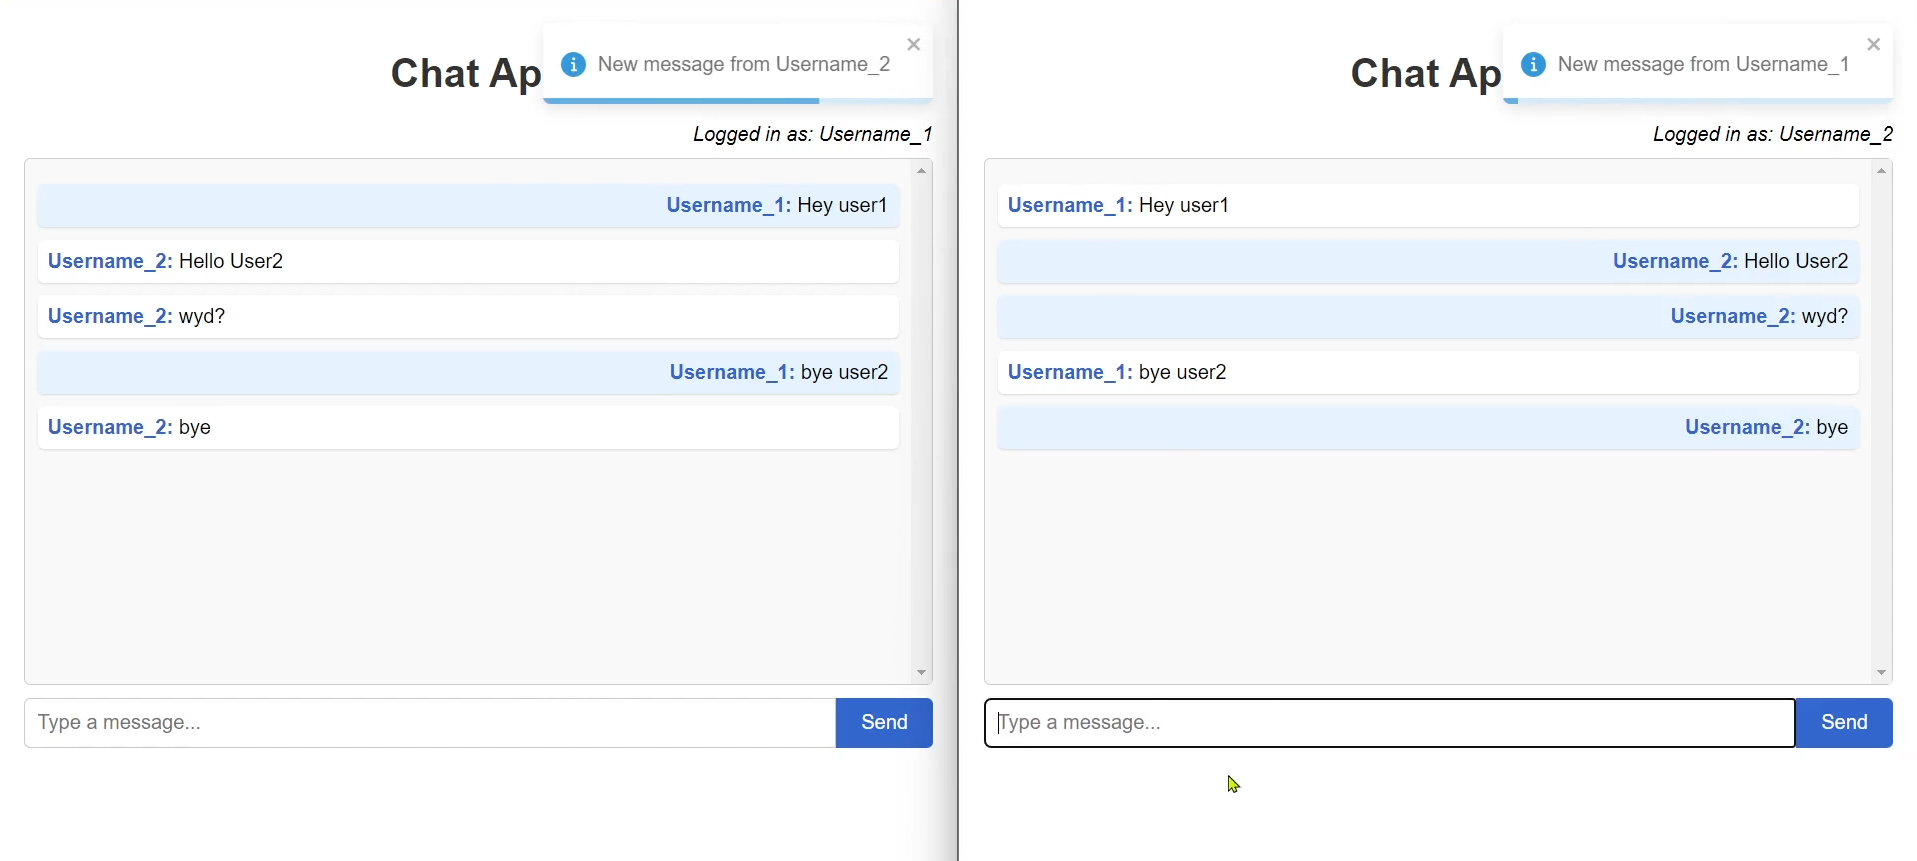 Chat Ap
New message from Username_2
Logged in as: Username_1
Username_1: Hey user1
Username_2: Hello User2
Username_2: wyd?
Username_1: bye user2
Username_2: bye
Type a message...
Send
Chat Ap
New message from Username_1
Logged in as: Username_2
Username_1: Hey user1
Username_2: Hello User2
Username_2: wyd?
Username_1: bye user2
Username_2: bye
Type a message...
Send